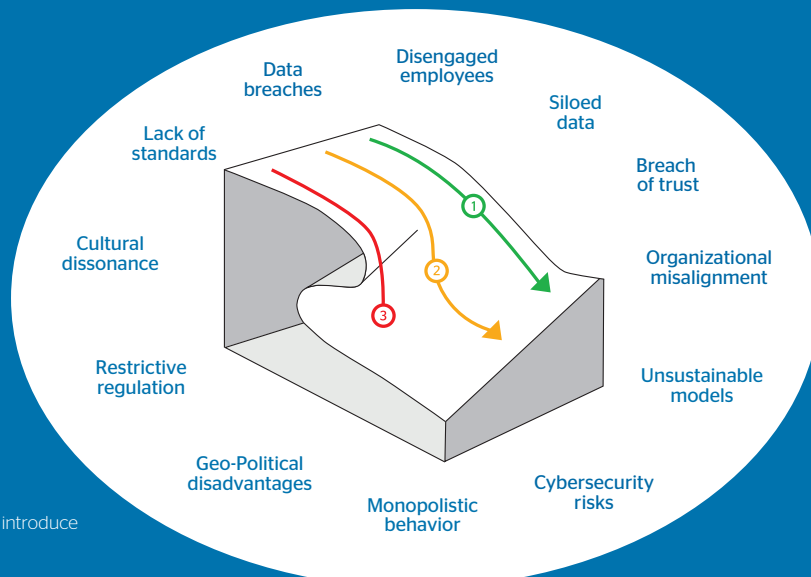 Disengaged
employees
Data
breaches
Siloed
data
Lack of
standards
Breach
of trust
1
Cultural
dissonance
Organizational
misalignment
2
3
Restrictive
regulation
Unsustainable
models
Geo-Political
disadvantages
Cybersecurity
risks
Monopolistic
behavior
introduce